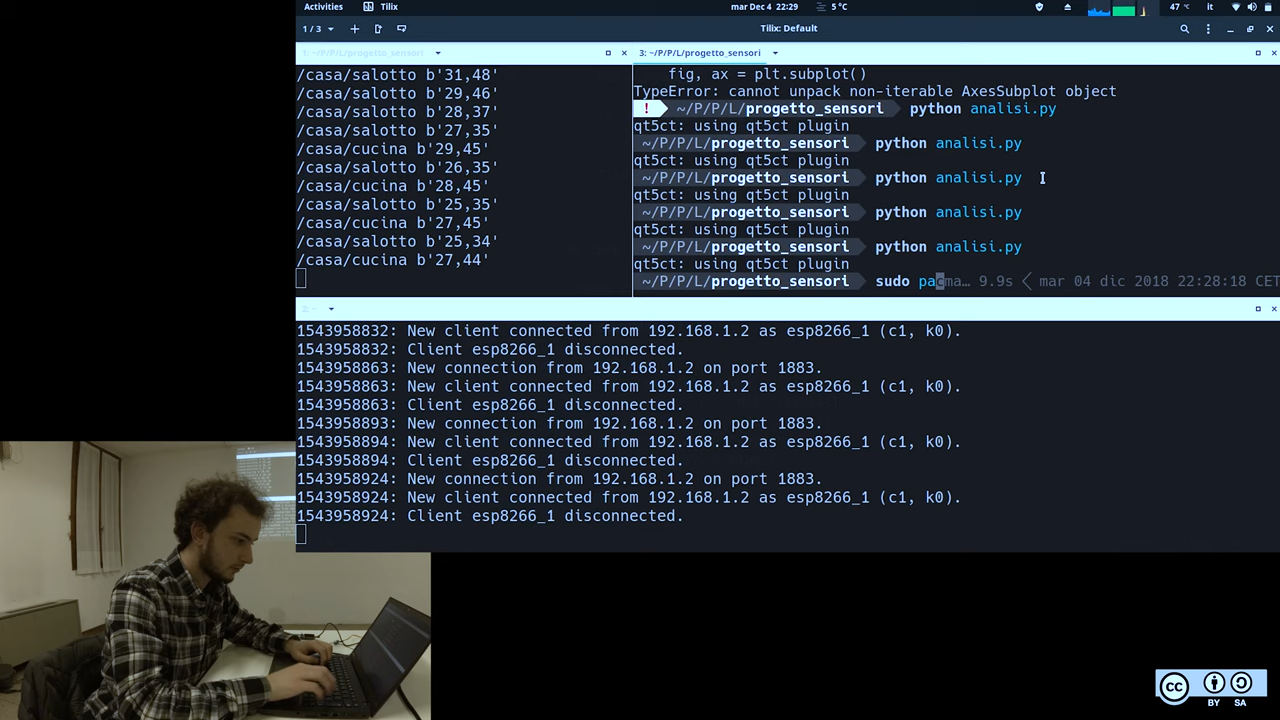 Activities Tilix mar Dec 4 22:29 5 °C 47 ℃ it
1 / 3 Tilix: Default
1: ~/P/P/L/progetto_sensori
/casa/salotto b'31,48'
/casa/salotto b'29,46'
/casa/salotto b'28,37'
/casa/salotto b'27,35'
/casa/cucina b'29,45'
/casa/salotto b'26,35'
/casa/cucina b'28,45'
/casa/salotto b'25,35'
/casa/cucina b'27,45'
/casa/salotto b'25,34'
/casa/cucina b'27,44'
3: ~/P/P/L/progetto_sensori
fig, ax = plt.subplot()
TypeError: cannot unpack non-iterable AxesSubplot object
! ~/P/P/L/progetto_sensori python analisi.py
qt5ct: using qt5ct plugin
~/P/P/L/progetto_sensori python analisi.py
qt5ct: using qt5ct plugin
~/P/P/L/progetto_sensori python analisi.py
qt5ct: using qt5ct plugin
~/P/P/L/progetto_sensori python analisi.py
qt5ct: using qt5ct plugin
~/P/P/L/progetto_sensori python analisi.py
qt5ct: using qt5ct plugin
~/P/P/L/progetto_sensori sudo pacma… 9.9s < mar 04 dic 2018 22:28:18 CET
2: ~
1543958832: New client connected from 192.168.1.2 as esp8266_1 (c1, k0).
1543958832: Client esp8266_1 disconnected.
1543958863: New connection from 192.168.1.2 on port 1883.
1543958863: New client connected from 192.168.1.2 as esp8266_1 (c1, k0).
1543958863: Client esp8266_1 disconnected.
1543958893: New connection from 192.168.1.2 on port 1883.
1543958894: New client connected from 192.168.1.2 as esp8266_1 (c1, k0).
1543958894: Client esp8266_1 disconnected.
1543958924: New connection from 192.168.1.2 on port 1883.
1543958924: New client connected from 192.168.1.2 as esp8266_1 (c1, k0).
1543958924: Client esp8266_1 disconnected.
cc BY SA